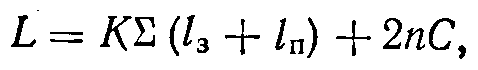 L = KΣ (lз + lп) + 2nC,